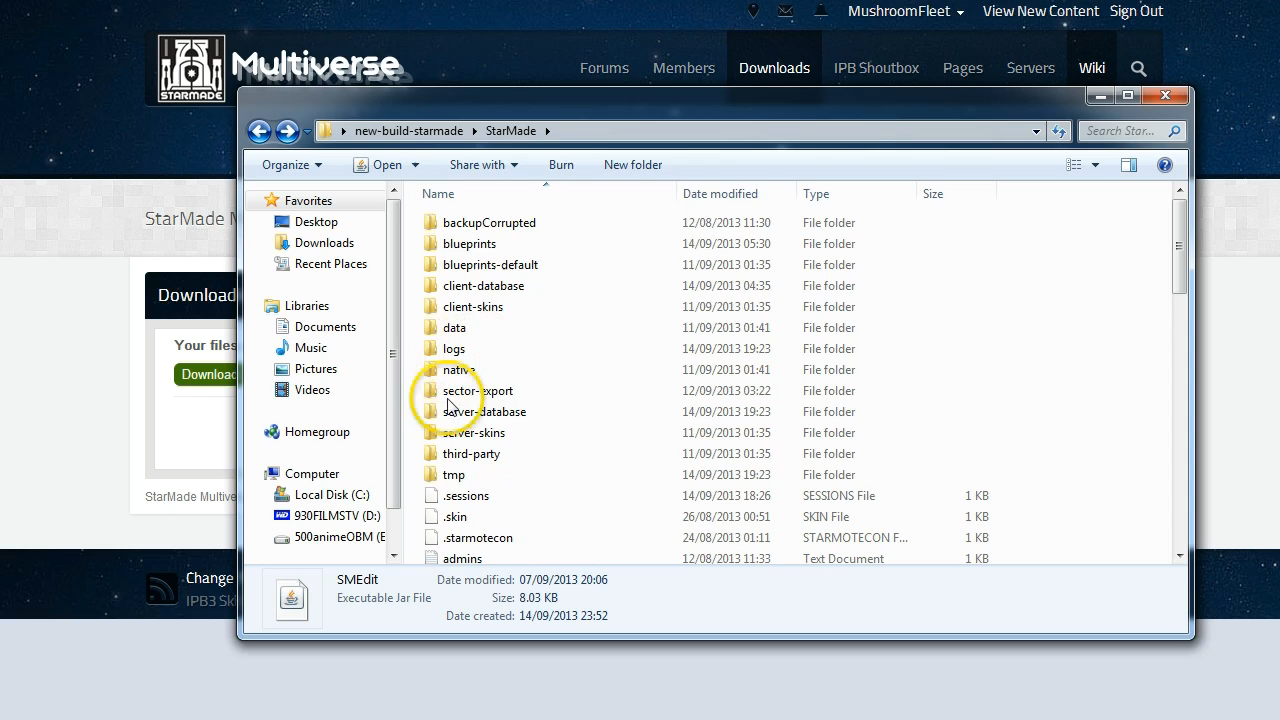 MushroomFleet View New Content Sign Out
STARMADE Multiverse Forums Members Downloads IPB Shoutbox Pages Servers Wiki
new-build-starmade StarMade Search Star...
Organize Open Share with Burn New folder
Name Date modified Type Size
Favorites
Desktop
Downloads
Recent Places
Libraries
Documents
Music
Pictures
Videos
Homegroup
Computer
Local Disk (C:)
930FILMSTV (D:)
500animeOBM (E
backupCorrupted 12/08/2013 11:30 File folder
blueprints 14/09/2013 05:30 File folder
blueprints-default 11/09/2013 01:35 File folder
client-database 14/09/2013 04:35 File folder
client-skins 11/09/2013 01:35 File folder
data 11/09/2013 01:41 File folder
logs 14/09/2013 19:23 File folder
native 11/09/2013 01:41 File folder
sector-export 12/09/2013 03:22 File folder
server-database 14/09/2013 19:23 File folder
server-skins 11/09/2013 01:35 File folder
third-party 11/09/2013 01:35 File folder
tmp 14/09/2013 19:23 File folder
.sessions 14/09/2013 18:26 SESSIONS File 1 KB
.skin 26/08/2013 00:51 SKIN File 1 KB
.starmotecon 24/08/2013 01:11 STARMOTECON F... 1 KB
admins 12/08/2013 11:33 Text Document 1 KB
SMEdit Date modified: 07/09/2013 20:06
Executable Jar File Size: 8.03 KB
Date created: 14/09/2013 23:52
StarMade M
Download
Your files
Download
StarMade Multive
Change
IPB3 Ski